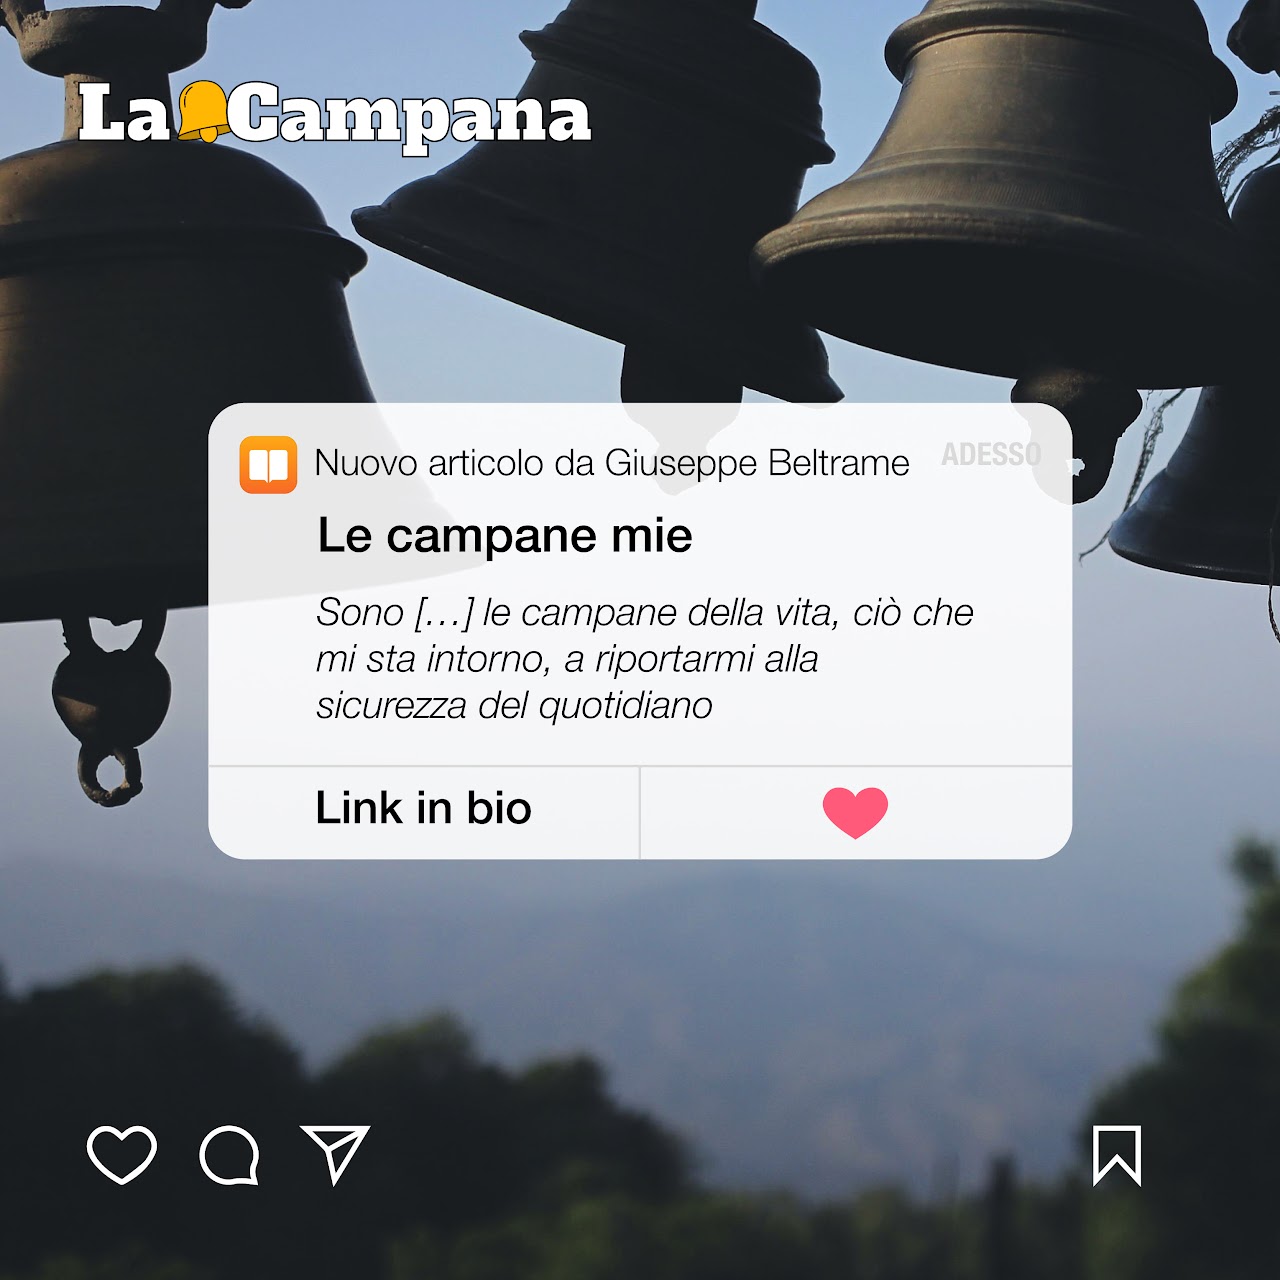 La Campana
Nuovo articolo da Giuseppe Beltrame
ADESSO
Le campane mie
Sono [...] le campane della vita, ciò che
mi sta intorno, a riportarmi alla
sicurezza del quotidiano
Link in bio